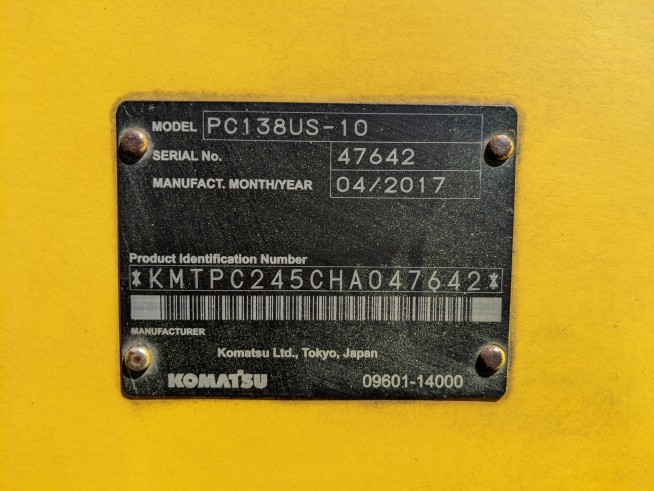 MODEL PC138US-10
SERIAL No. 47642
MANUFACT. MONTH/YEAR 04/2017
Product Identification Number
*KMTPC245CHA047642*
MANUFACTURER
Komatsu Ltd., Tokyo, Japan
KOMATSU 09601-14000